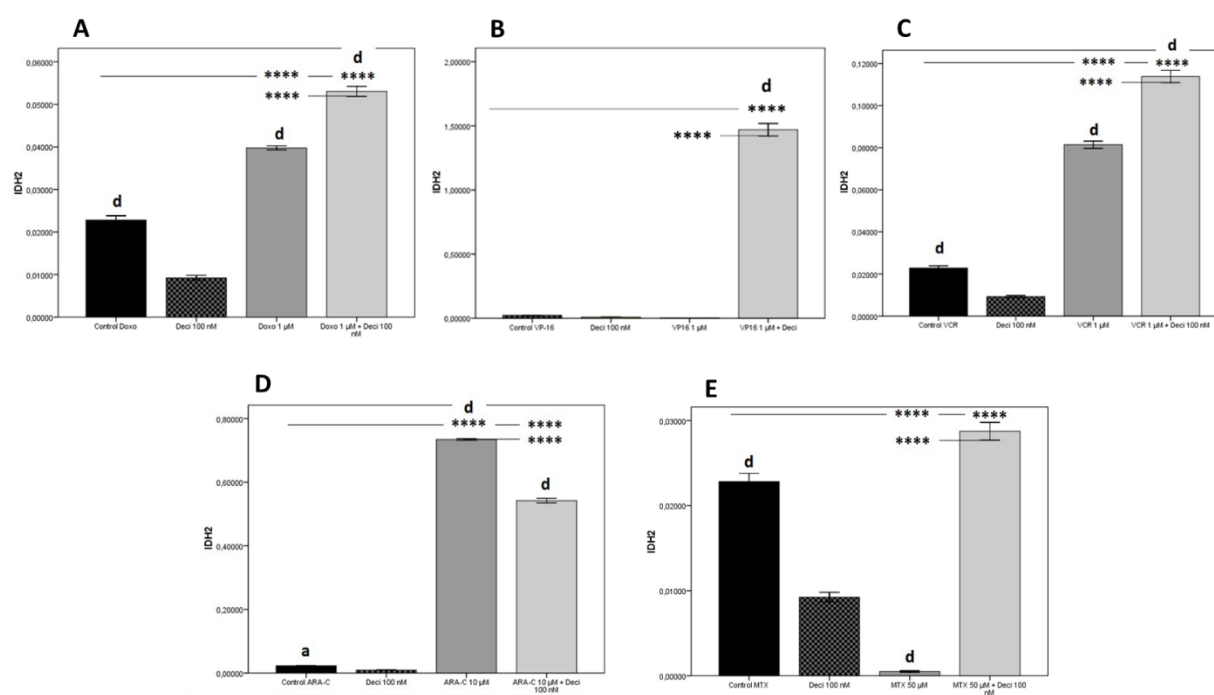 A
d
**** ****
****
d
d
0,06000
0,05000
0,04000
0,03000
0,02000
0,01000
0,00000
IDH2
Control Doxo Deci 100 nM Doxo 1 µM Doxo 1 µM + Deci 100
nM
B
d
****
****
2,00000
1,50000
1,00000
0,50000
0,00000
IDH2
Control VP-16 Deci 100 nM VP16 1 µM VP16 1 µM + Deci
C
d
**** ****
****
d
d
0,12000
0,10000
0,08000
0,06000
0,04000
0,02000
0,00000
IDH2
Control VCR Deci 100 nM VCR 1 µM VCR 1 µM + Deci 100 nM
D
d
**** ****
****
d
a
0,80000
0,60000
0,40000
0,20000
0,00000
IDH2
Control ARA-C Deci 100 nM ARA-C 10 µM ARA-C 10 µM + Deci
100 nM
E
**** ****
****
d
d
0,03000
0,02000
0,01000
0,00000
IDH2
Control MTX Deci 100 nM MTX 50 µM MTX 50 µM + Deci 100
nM